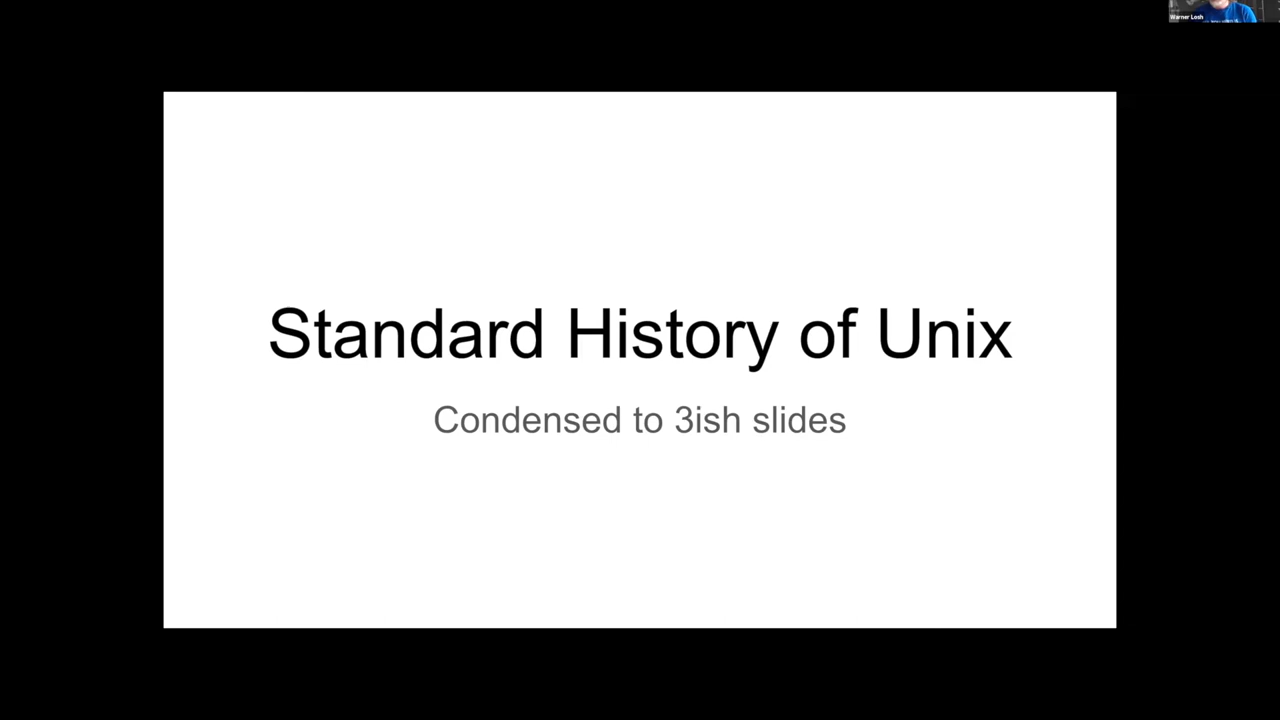 Warner Losh
Standard History of Unix
Condensed to 3ish slides